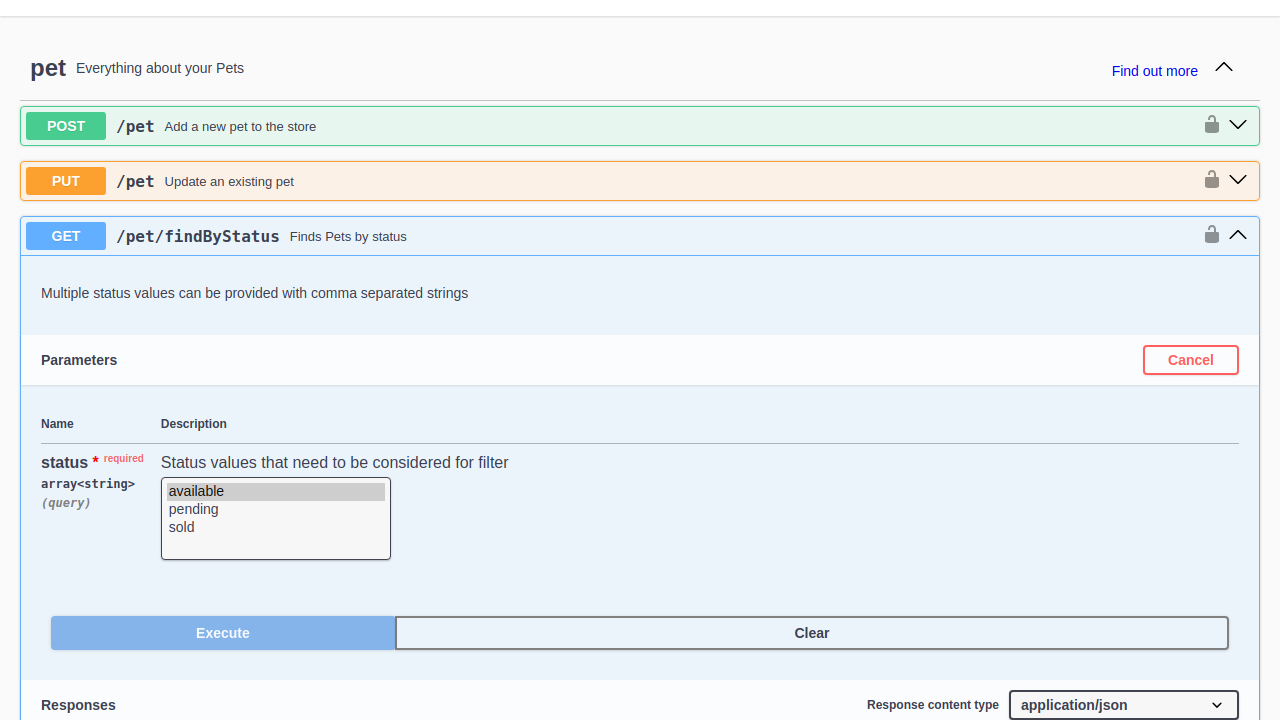 pet Everything about your Pets Find out more
POST /pet Add a new pet to the store
PUT /pet Update an existing pet
GET /pet/findByStatus Finds Pets by status
Multiple status values can be provided with comma separated strings
Parameters Cancel
Name Description
status * required Status values that need to be considered for filter
array<string> available
(query) pending
sold
Execute Clear
Responses Response content type application/json